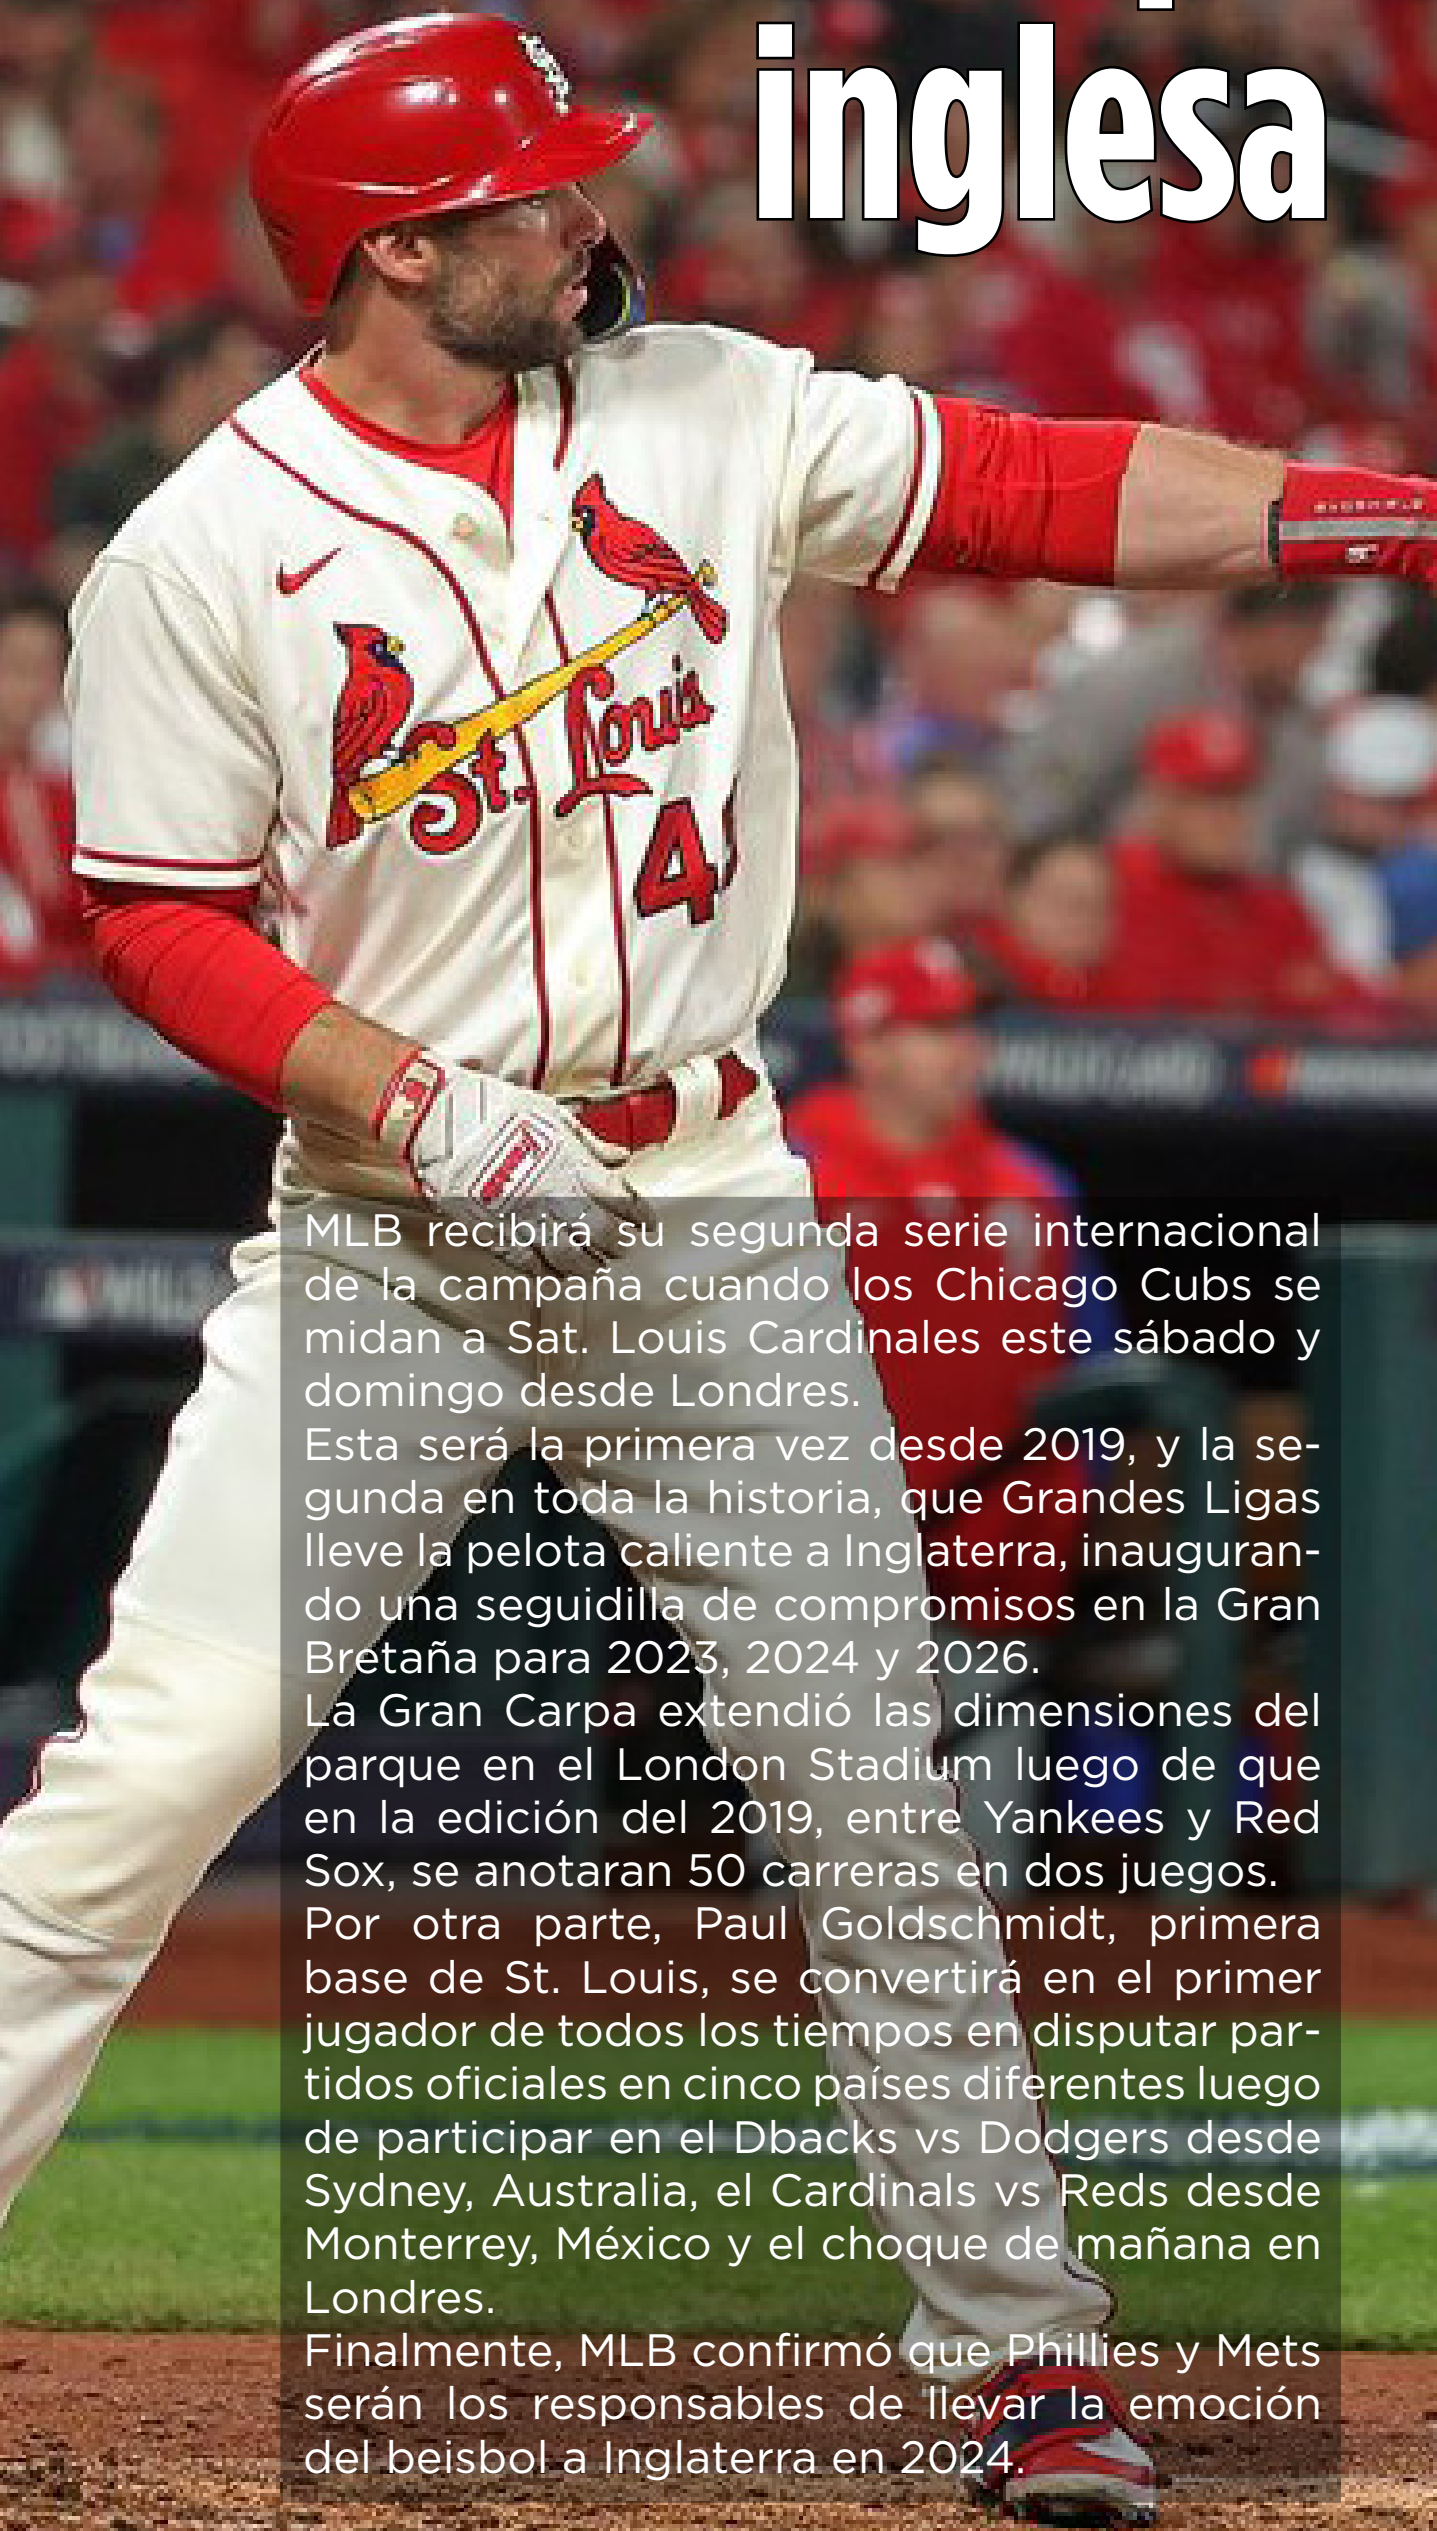 inglesa
St. Louis
4
MLB recibirá su segunda serie internacional
de la campaña cuando los Chicago Cubs se
midan a Sat. Louis Cardinales este sábado y
domingo desde Londres.
Esta será la primera vez desde 2019, y la se-
gunda en toda la historia, que Grandes Ligas
lleve la pelota caliente a Inglaterra, inauguran-
do una seguidilla de compromisos en la Gran
Bretaña para 2023, 2024 y 2026.
La Gran Carpa extendió las dimensiones del
parque en el London Stadium luego de que
en la edición del 2019, entre Yankees y Red
Sox, se anotaran 50 carreras en dos juegos.
Por otra parte, Paul Goldschmidt, primera
base de St. Louis, se convertirá en el primer
jugador de todos los tiempos en disputar par-
tidos oficiales en cinco países diferentes luego
de participar en el Dbacks vs Dodgers desde
Sydney, Australia, el Cardinals vs Reds desde
Monterrey, México y el choque de mañana en
Londres.
Finalmente, MLB confirmó que Phillies y Mets
serán los responsables de llevar la emoción
del beisbol a Inglaterra en 2024.